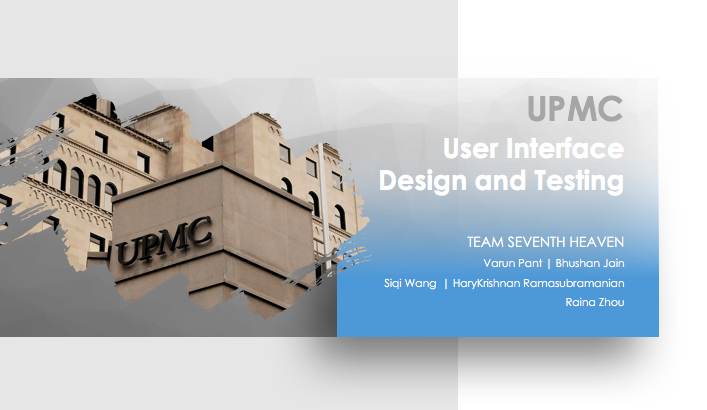 UPMC
UPMC
User Interface
Design and Testing
TEAM SEVENTH HEAVEN
Varun Pant | Bhushan Jain
Siqi Wang | HaryKrishnan Ramasubramanian
Raina Zhou